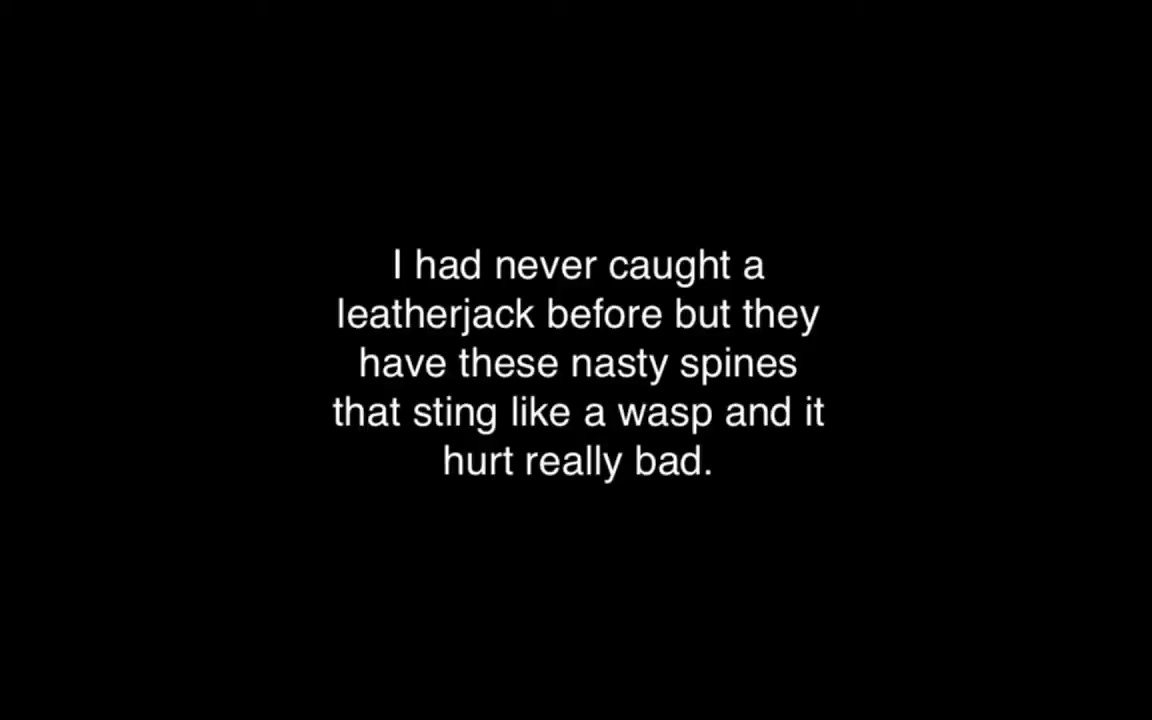 I had never caught a
leatherjack before but they
have these nasty spines
that sting like a wasp and it
hurt really bad.